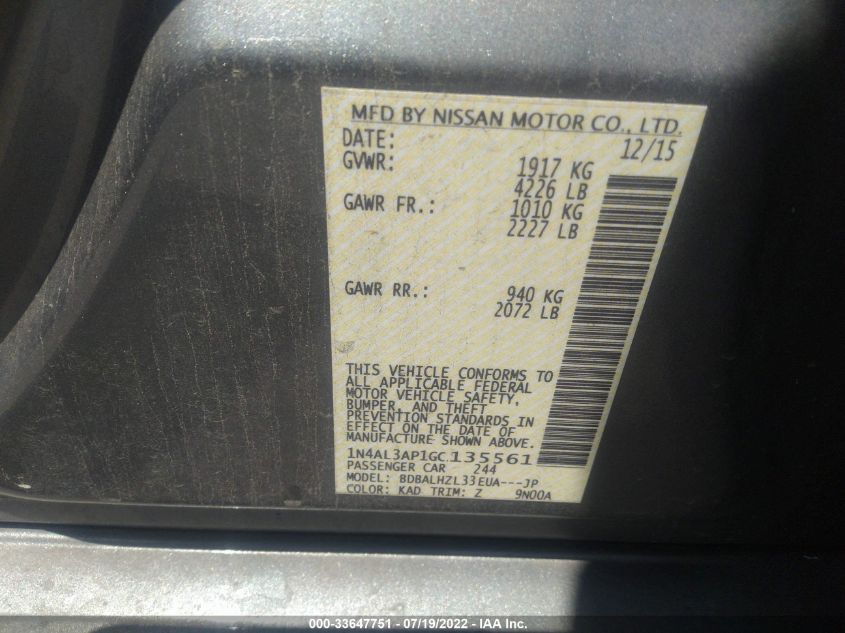 MFD BY NISSAN MOTOR CO., LTD.
DATE: 12/15
GVWR: 1917 KG
4226 LB
GAWR FR.: 1010 KG
2227 LB
GAWR RR.: 940 KG
2072 LB
THIS VEHICLE CONFORMS TO
ALL APPLICABLE FEDERAL
MOTOR VEHICLE SAFETY,
BUMPER, AND THEFT
PREVENTION STANDARDS IN
EFFECT ON THE DATE OF
MANUFACTURE SHOWN ABOVE.
1N4AL3AP1GC135561
PASSENGER CAR 244
MODEL: BDBALHZL33EUA---JP
COLOR: KAD TRIM: Z 9N00A
000-33647751 - 07/19/2022 - IAA Inc.